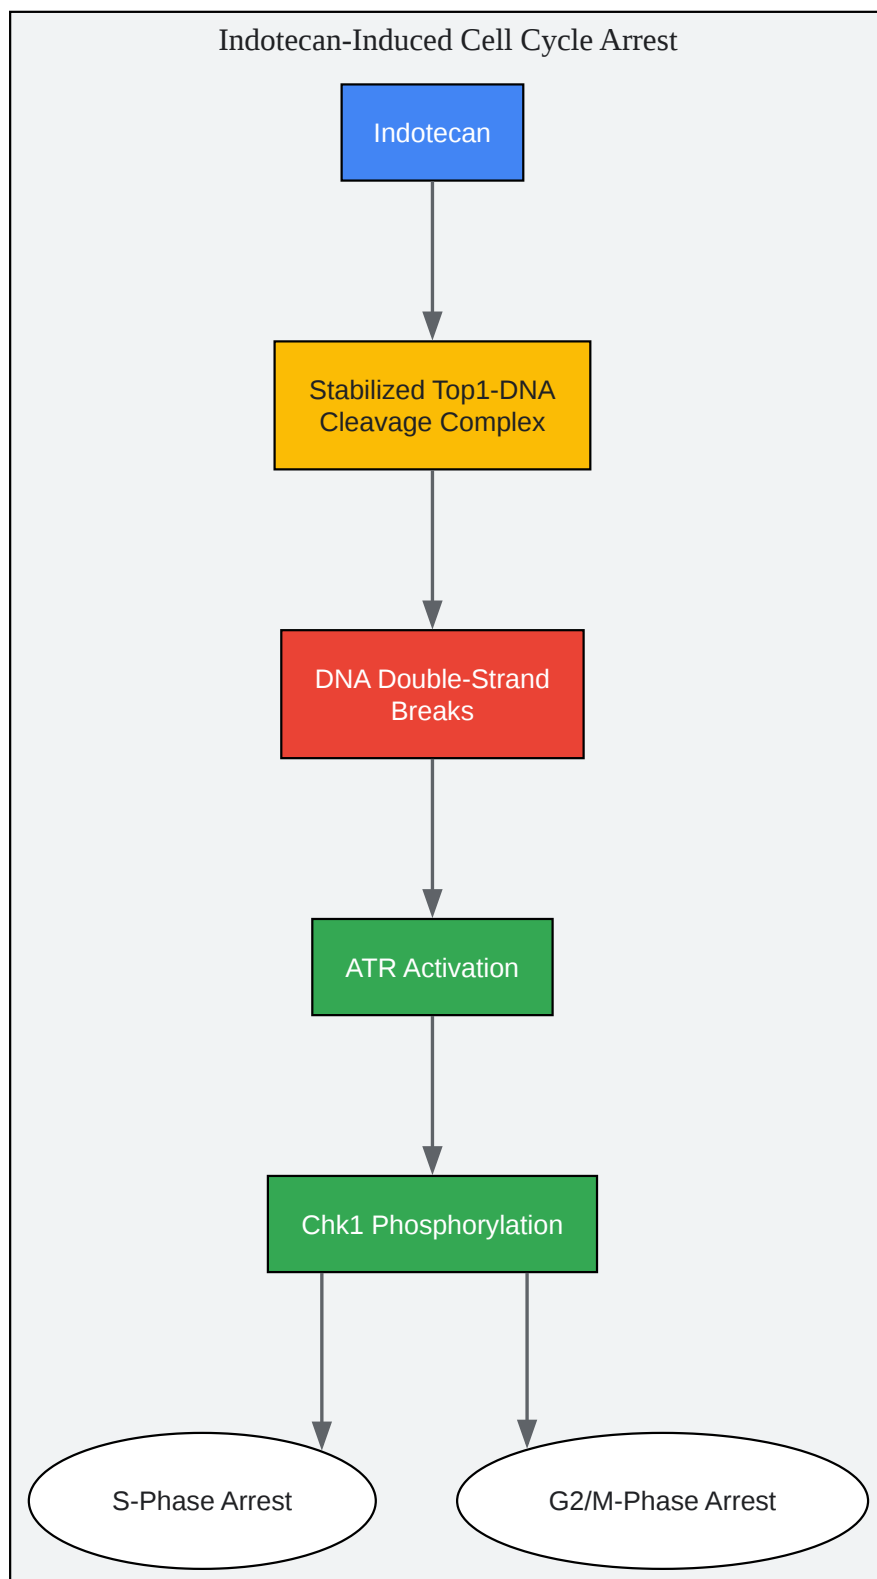 Indotecan-Induced Cell Cycle Arrest
Indotecan
Stabilized Top1-DNA
Cleavage Complex
DNA Double-Strand
Breaks
ATR Activation
Chk1 Phosphorylation
S-Phase Arrest
G2/M-Phase Arrest